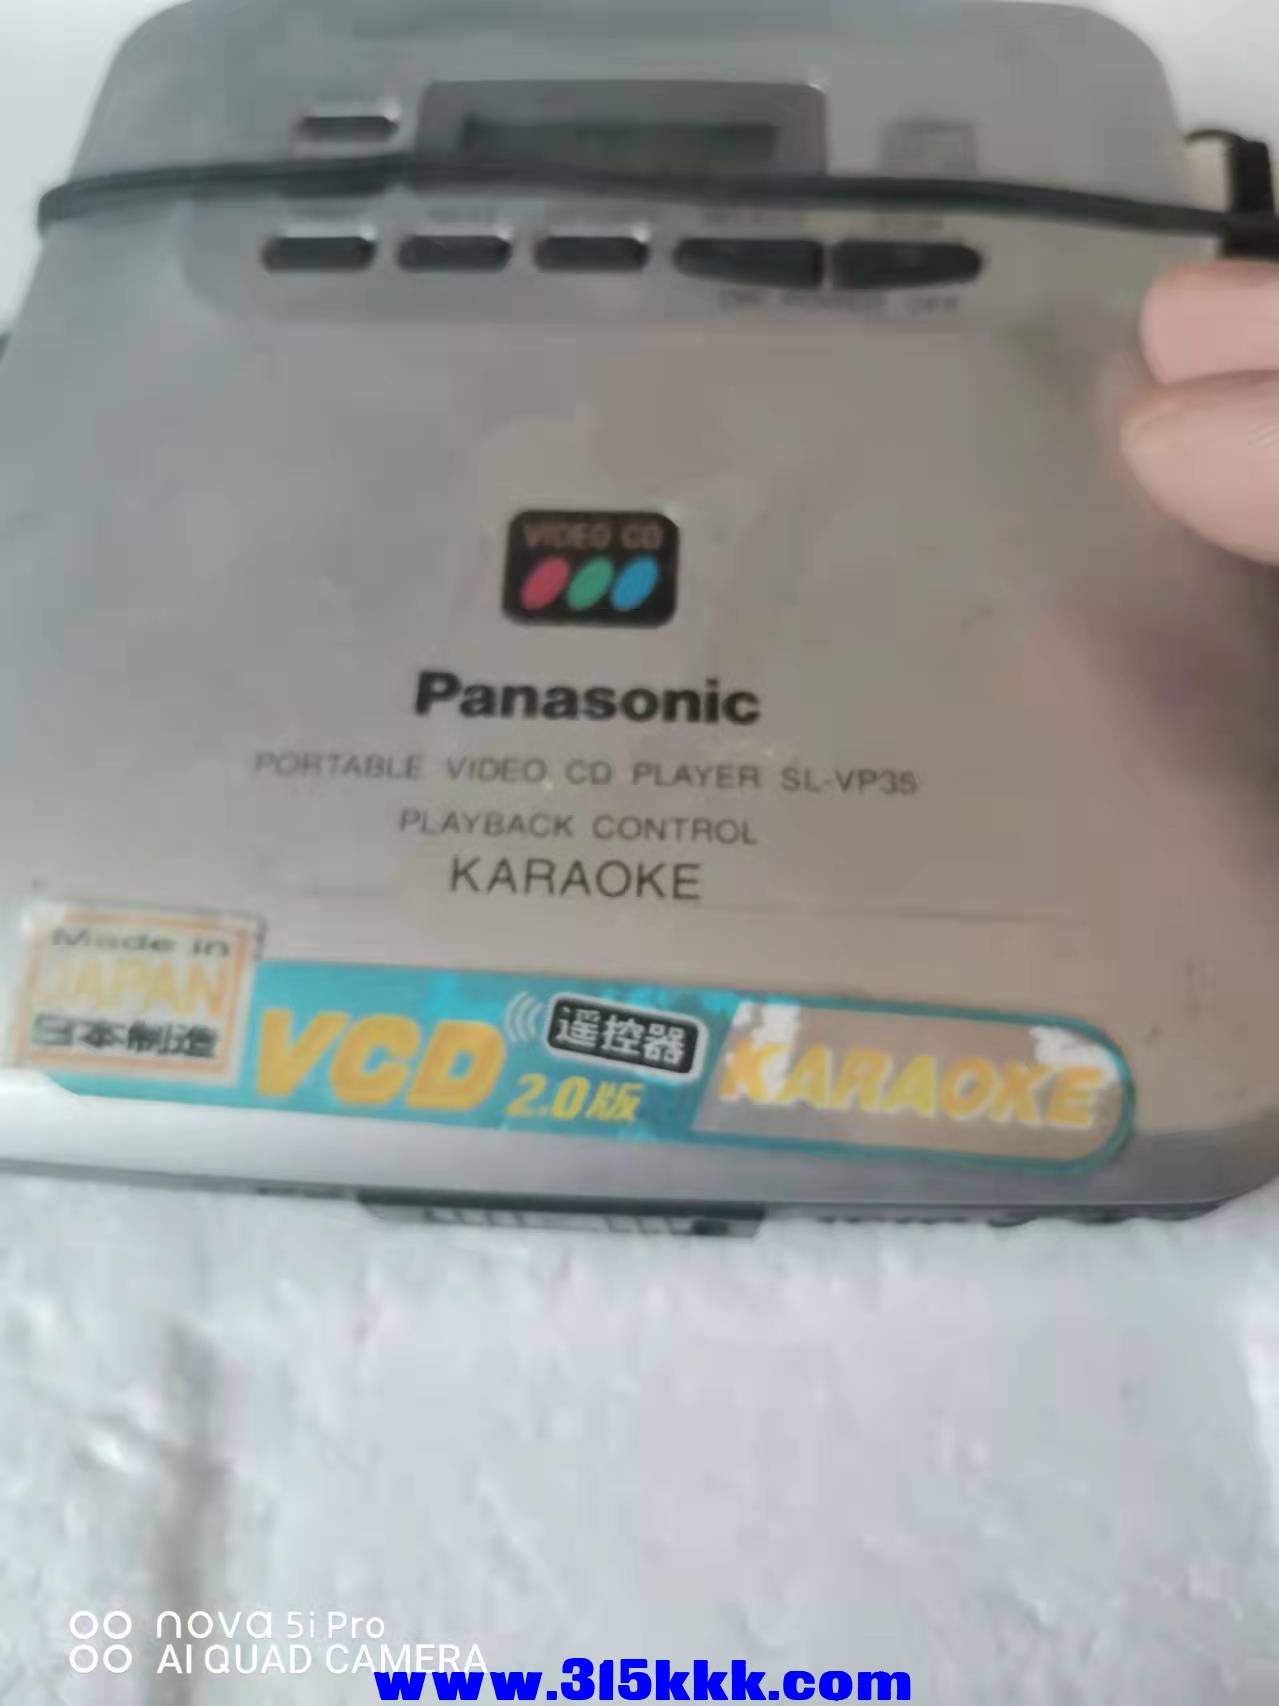 VIDEO CD
Panasonic
PORTABLE VIDEO CD PLAYER SL-VP35
PLAYBACK CONTROL
KARAOKE
Made in
JAPAN
日本制造
VCD
遥控器
2.0版
KARAOKE
nova 5i Pro
AI QUAD CAMERA
www.315kkk.com